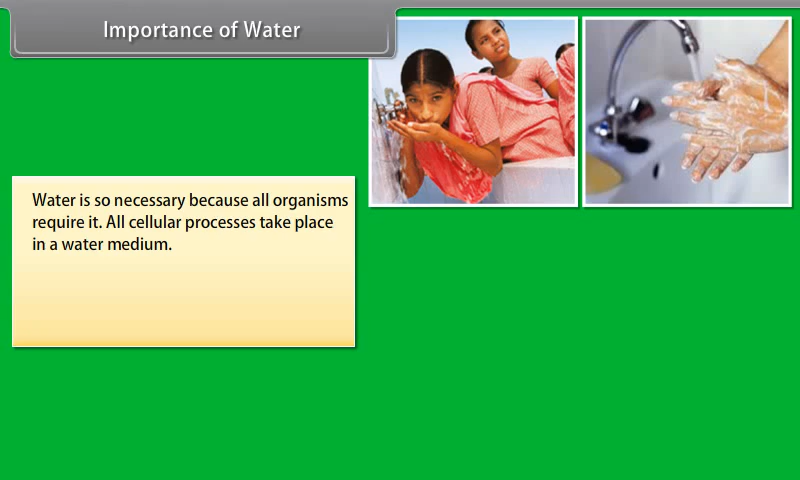 Importance of Water
Water is so necessary because all organisms
require it. All cellular processes take place
in a water medium.